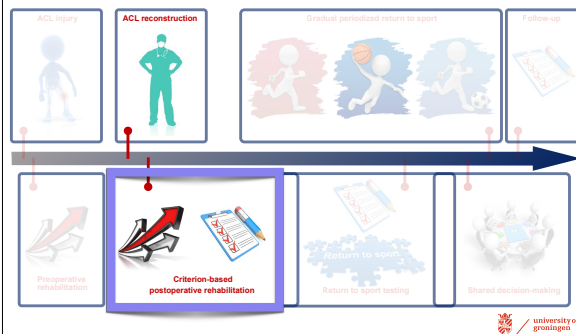 ACL injury
ACL reconstruction
Gradual periodized return to sport
Follow-up
Preoperative
rehabilitation
Criterion-based
postoperative rehabilitation
Return to sport
Return to sport testing
Shared decision-making
university of
groningen